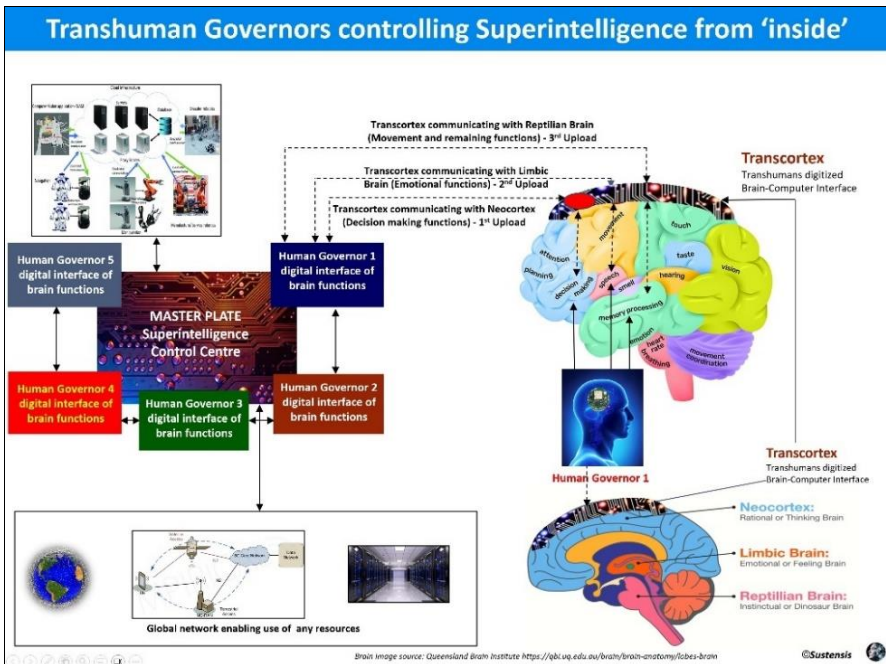 Transhuman Governors controlling Superintelligence from 'inside'
Transcortex communicating with Reptilian Brain
(Movement and remaining functions) - 3rd Upload
Transcortex communicating with Limbic
Brain (Emotional functions) - 2nd Upload
Transcortex communicating with Neocortex
(Decision making functions) - 1st Upload
Transcortex
Transhumans digitized
Brain-Computer Interface
Human Governor 5
digital interface of
brain functions
Human Governor 1
digital interface of
brain functions
MASTER PLATE
Superintelligence
Control Centre
Human Governor 4
digital interface of
brain functions
Human Governor 3
digital interface of
brain functions
Human Governor 2
digital interface of
brain functions
movement
touch
attention
planning
decision
making
speech
smell
taste
hearing
vision
memory processing
emotion
heart
rate
breathing
movement
coordination
Human Governor 1
Transcortex
Transhumans digitized
Brain-Computer Interface
Neocortex:
Rational or Thinking Brain
Limbic Brain:
Emotional or Feeling Brain
Reptillian Brain:
Instinctual or Dinosaur Brain
Global network enabling use of any resources
Brain Image source: Queensland Brain Institute https://qbi.uq.edu.au/brain/brain-anatomy/lobes-brain
©Sustensis